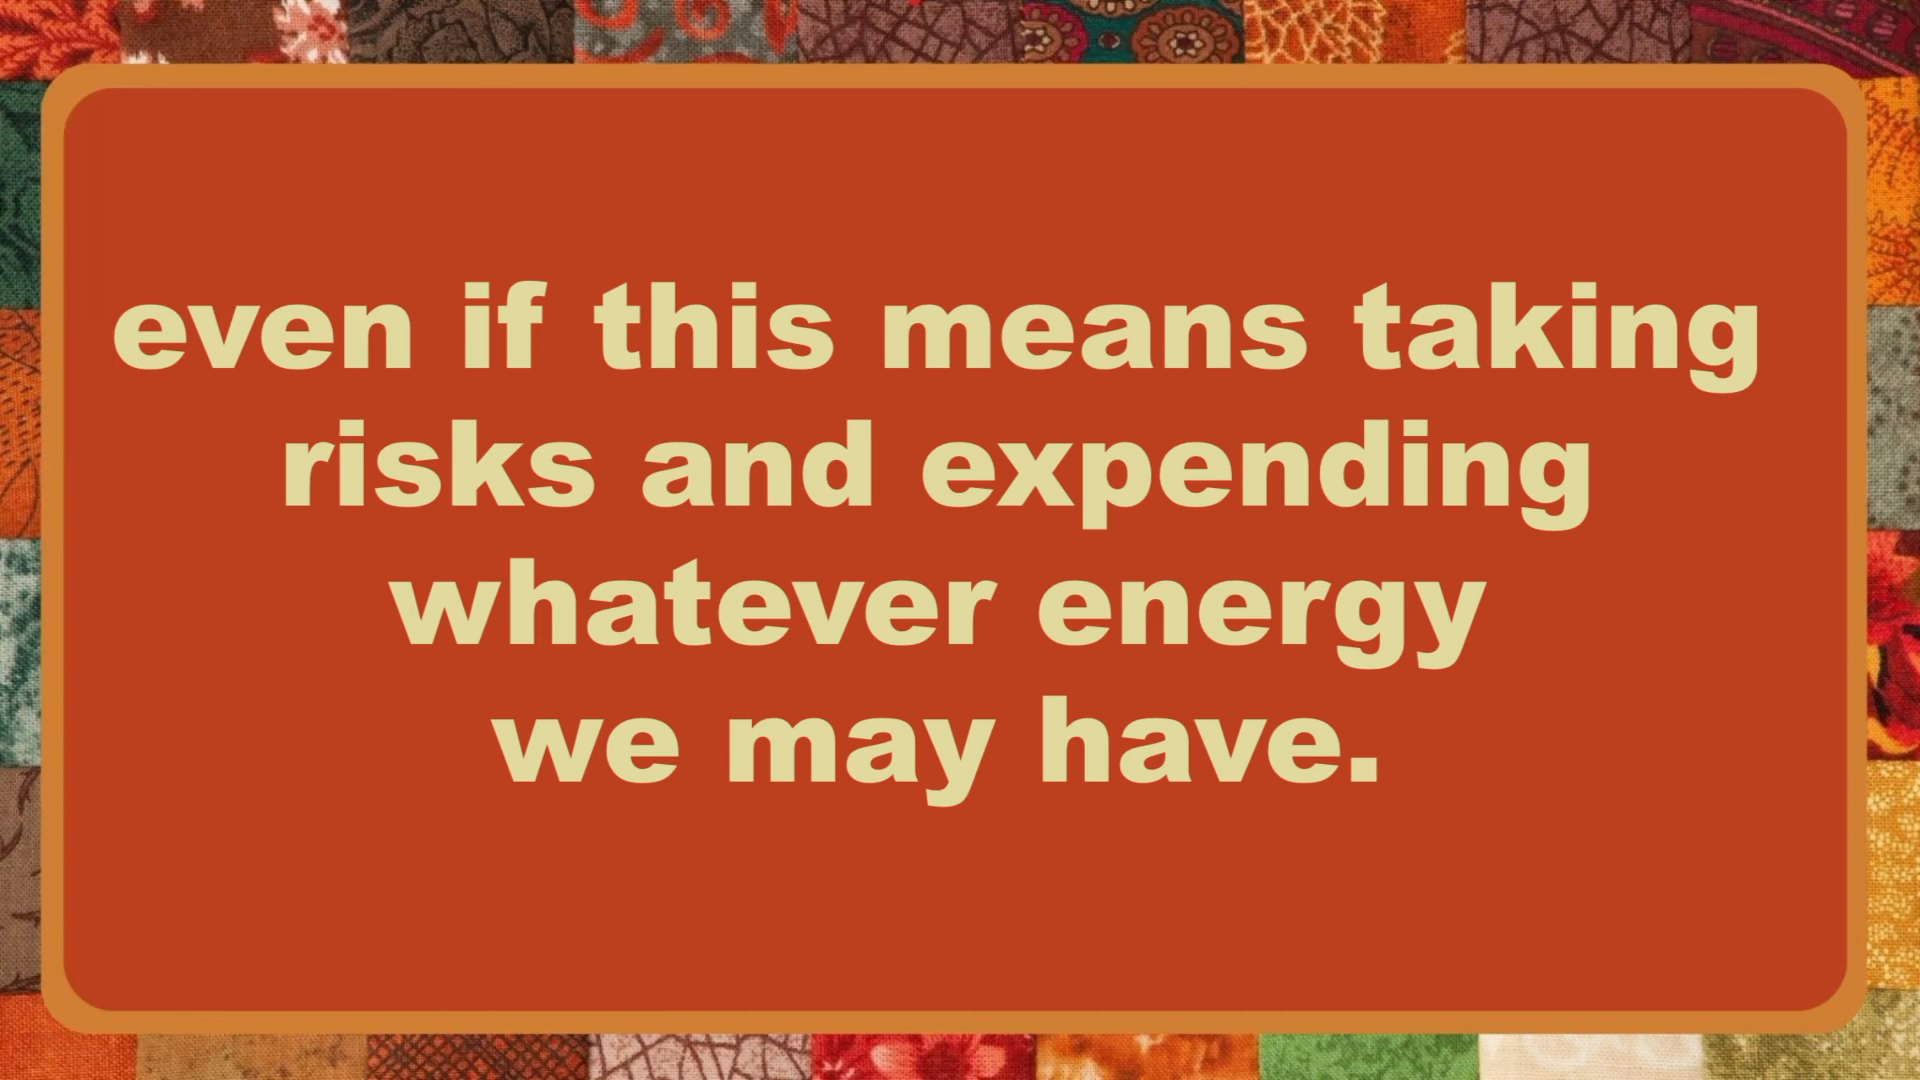 even if this means taking
risks and expending
whatever energy
we may have.